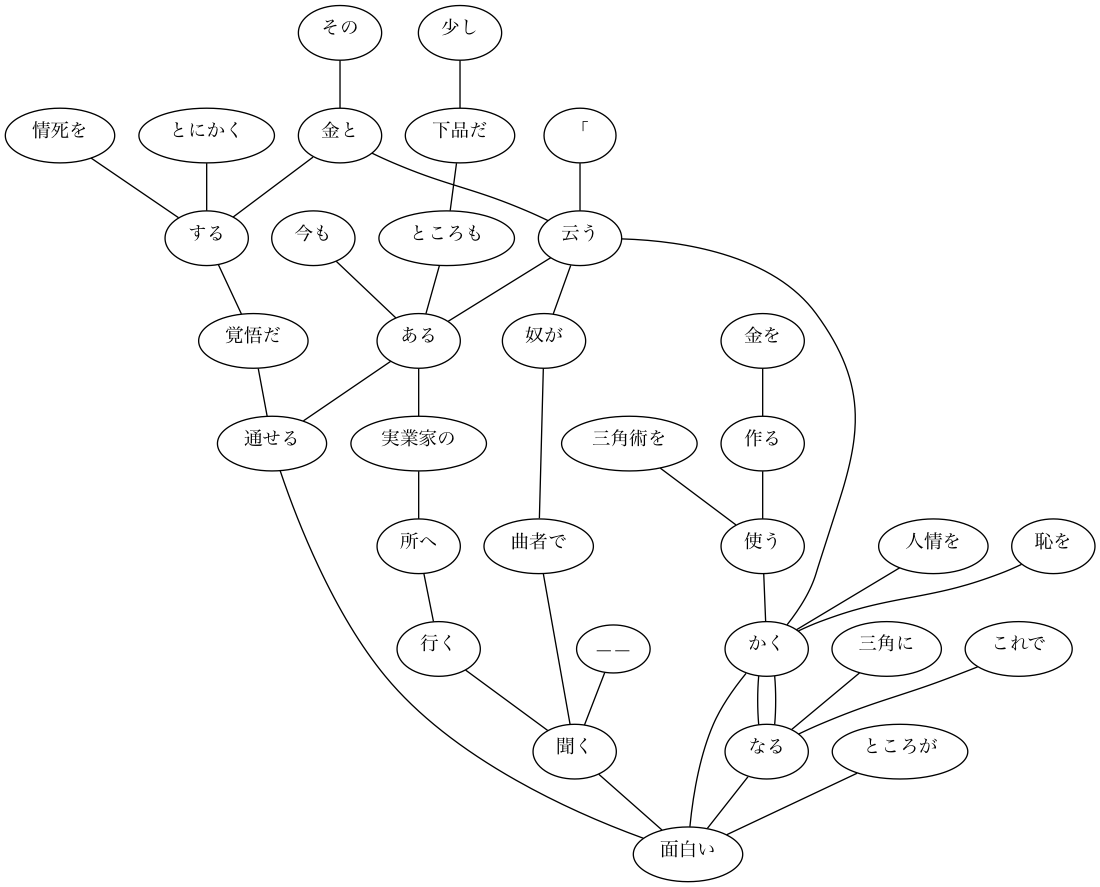 その
少し
情死を
とにかく
金と
下品だ
「
する
今も
ところも
云う
覚悟だ
ある
奴が
金を
通せる
実業家の
三角術を
作る
所へ
曲者で
使う
人情を
恥を
行く
——
かく
三角に
これで
聞く
なる
ところが
面白い